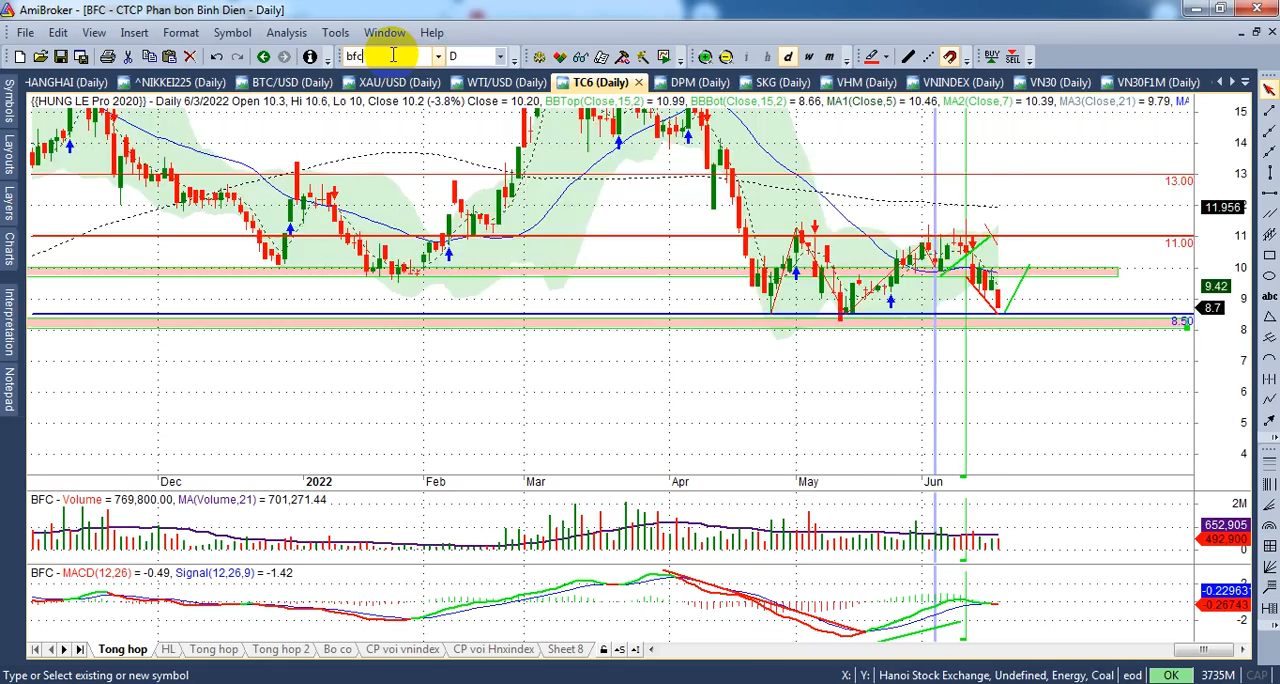 AmiBroker - [BFC - CTCP Phan bon Binh Dien - Daily]
File Edit View Insert Format Symbol Analysis Tools Window Help
bfc D i h d w m BUY SELL
HANGHAI (Daily) ^NIKKEI225 (Daily) BTC/USD (Daily) XAU/USD (Daily) WTI/USD (Daily) TC6 (Daily) DPM (Daily) SKG (Daily) VHM (Daily) VNINDEX (Daily) VN30 (Daily) VN30F1M (Daily)
{{HUNG LE Pro 2020}} - Daily 6/3/2022 Open 10.3, Hi 10.6, Lo 10, Close 10.2 (-3.8%) Close = 10.20, BBTop(Close,15,2) = 10.99, BBBot(Close,15,2) = 8.66, MA1(Close,5) = 10.46, MA2(Close,7) = 10.39, MA3(Close,21) = 9.79, MA
15
14
13
13.00
11.956
11
11.00
10
9.42
9
8.7
8.50
8
7
6
5
4
Dec 2022 Feb Mar Apr May Jun
BFC - Volume = 769,800.00, MA(Volume,21) = 701,271.44
2M
652,905
492,900
0
BFC - MACD(12,26) = -0.49, Signal(12,26,9) = -1.42
2
-0.22963
-0.26743
-2
Tong hop HL Tong hop Tong hop 2 Bo co CP voi vnindex CP voi Hnxindex Sheet 8
Type or Select existing or new symbol X: Y: Hanoi Stock Exchange, Undefined, Energy, Coal eod OK 3735M CAP
Symbols
Layouts
Layers
Charts
Interpretation
Notepad